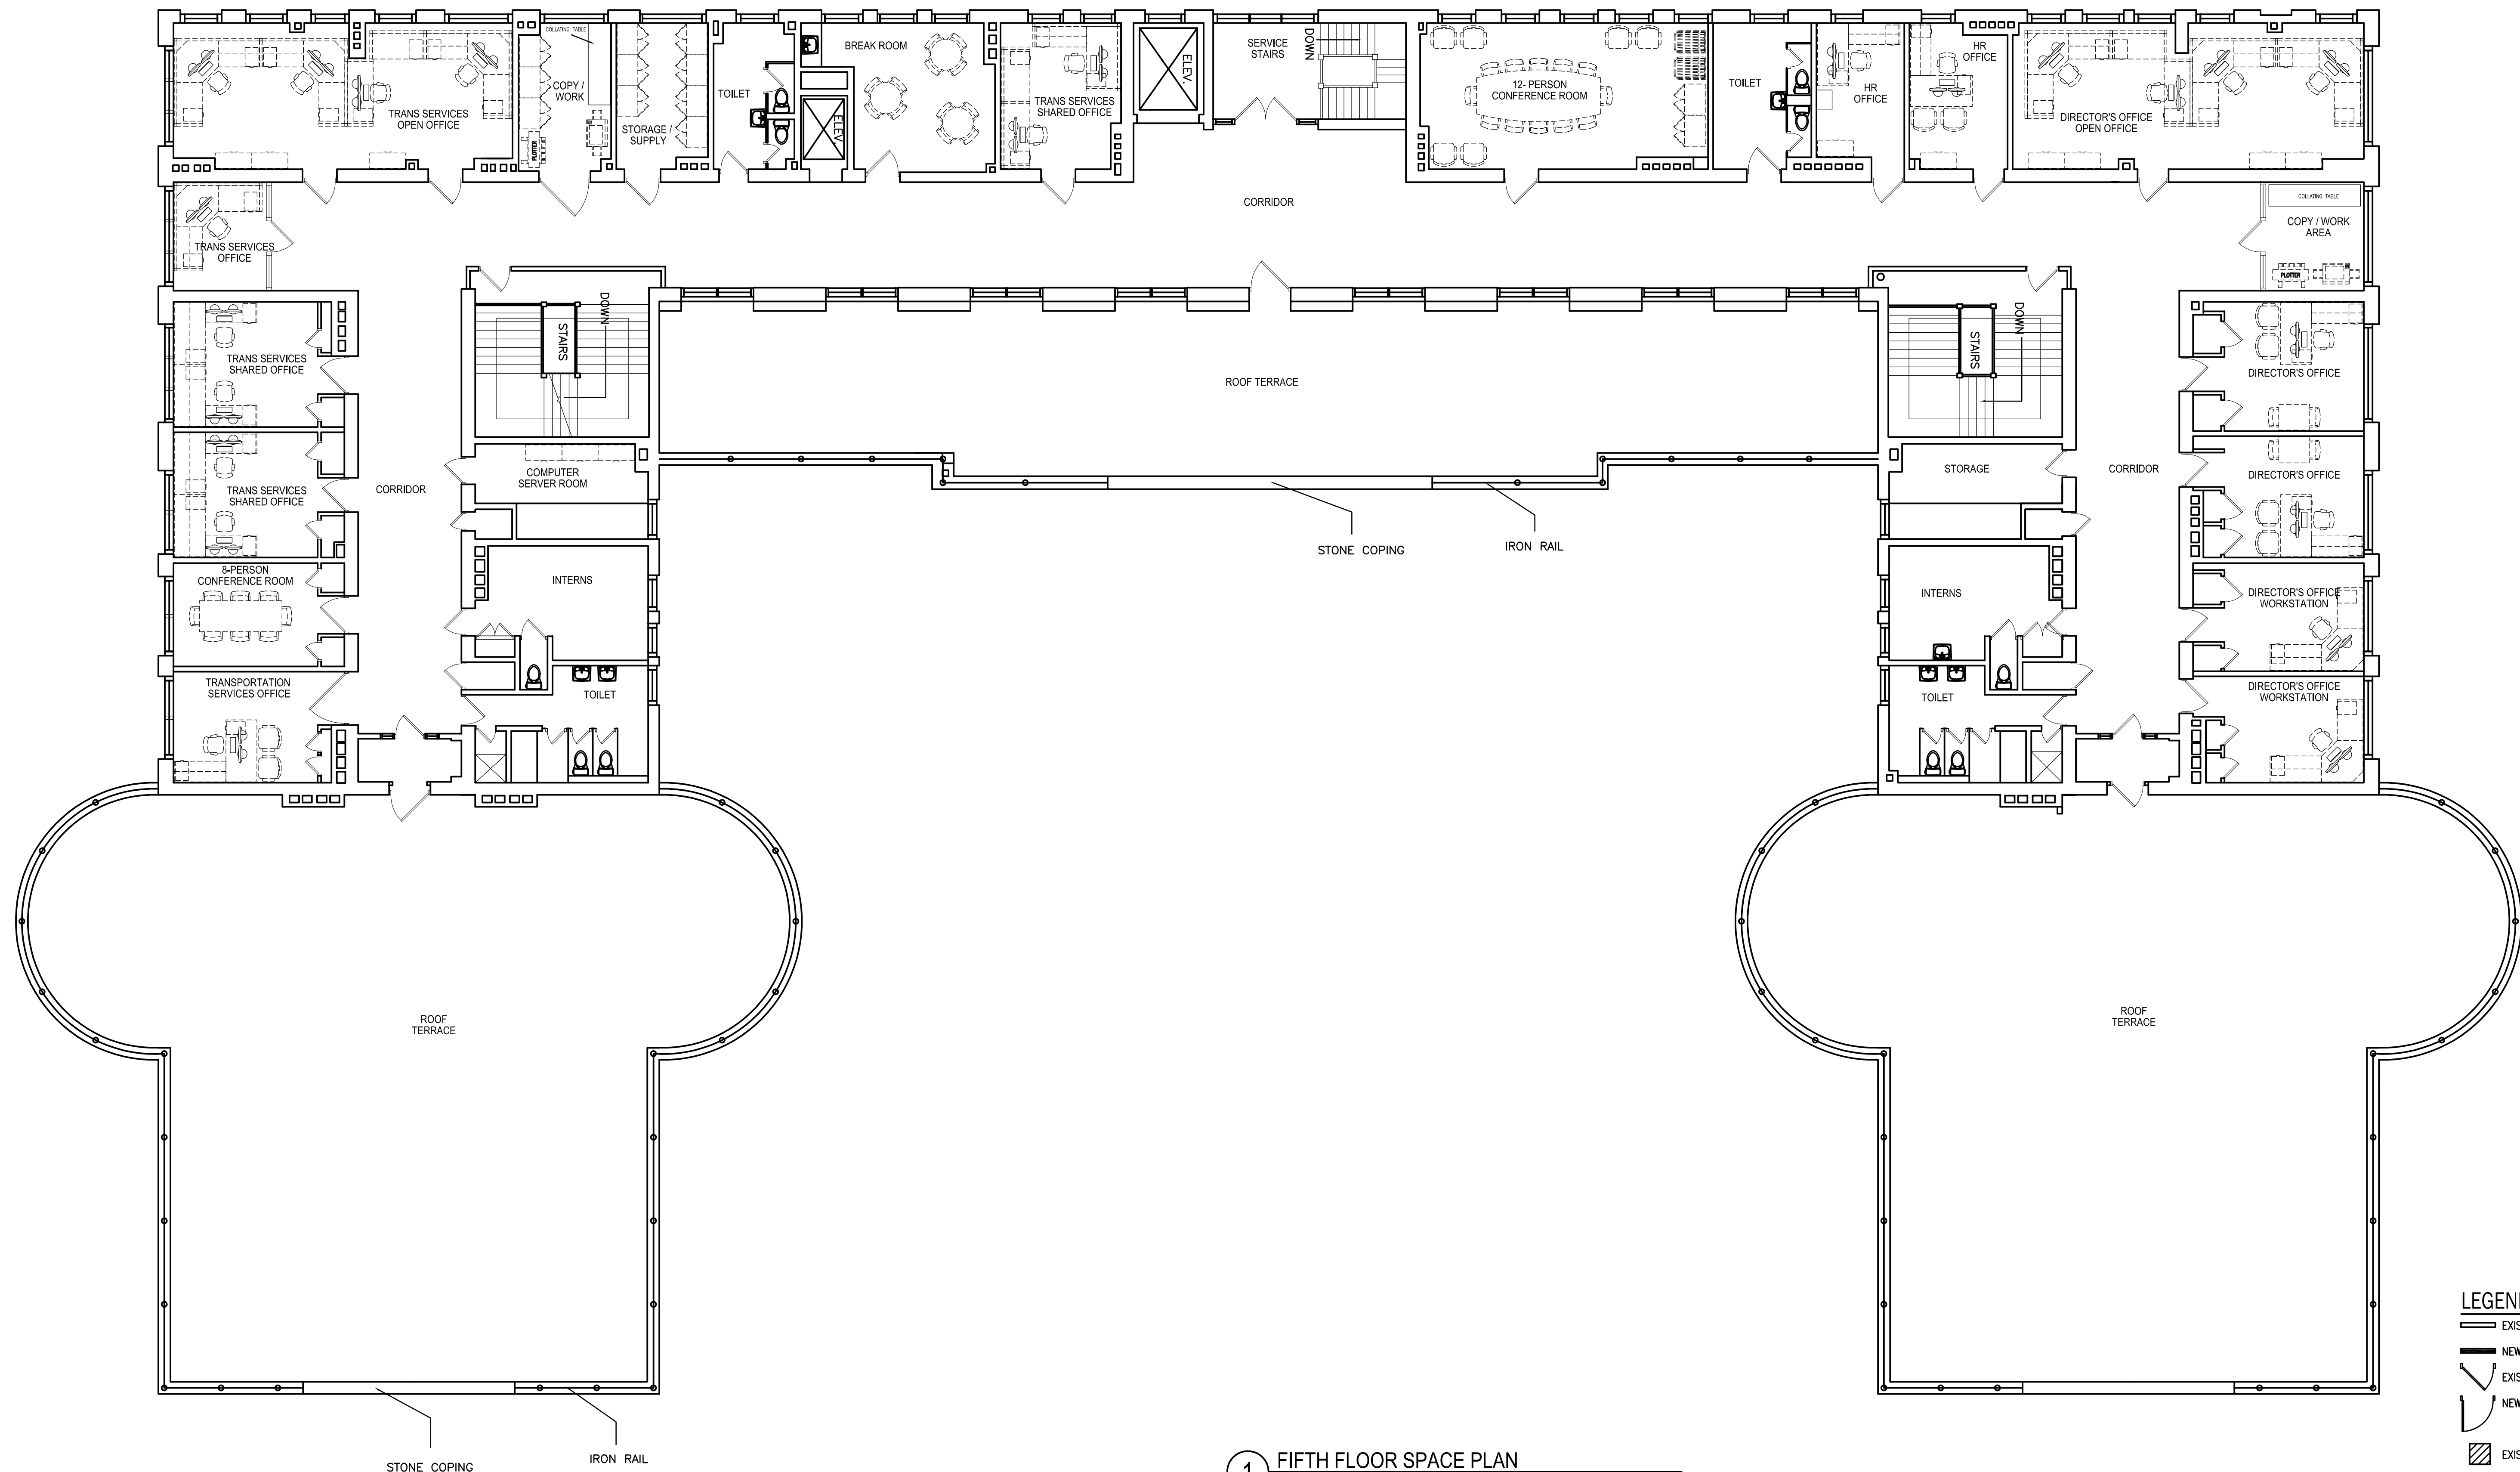 COLLATING TABLE
BREAK ROOM
SERVICE
STAIRS
DOWN
ELEV.
HR
OFFICE
COPY /
WORK
TRANS SERVICES
OPEN OFFICE
STORAGE /
SUPPLY
PLOTTER
TOILET
ELEV.
TRANS SERVICES
SHARED OFFICE
12- PERSON
CONFERENCE ROOM
TOILET
HR
OFFICE
DIRECTOR'S OFFICE
OPEN OFFICE
CORRIDOR
COLLATING TABLE
COPY / WORK
AREA
PLOTTER
TRANS SERVICES
OFFICE
DOWN
STAIRS
DOWN
STAIRS
TRANS SERVICES
SHARED OFFICE
ROOF TERRACE
DIRECTOR'S OFFICE
COMPUTER
SERVER ROOM
STORAGE
CORRIDOR
DIRECTOR'S OFFICE
TRANS SERVICES
SHARED OFFICE
CORRIDOR
STONE COPING
IRON RAIL
8-PERSON
CONFERENCE ROOM
INTERNS
INTERNS
DIRECTOR'S OFFICE
WORKSTATION
TRANSPORTATION
SERVICES OFFICE
TOILET
TOILET
DIRECTOR'S OFFICE
WORKSTATION
ROOF
TERRACE
ROOF
TERRACE
STONE COPING
IRON RAIL
1
FIFTH FLOOR SPACE PLAN
LEGEN
EXIS
NEW
EXIS
NEW
EXIS